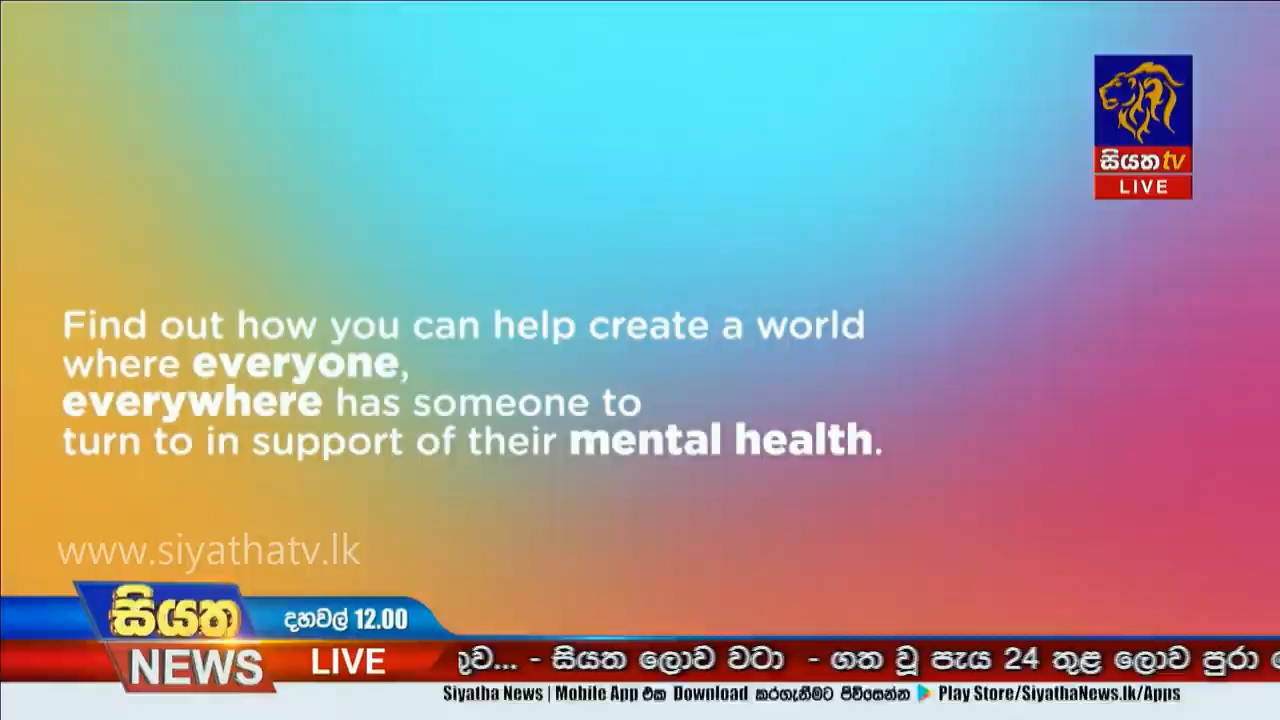 සියතtv
LIVE
Find out how you can help create a world
where everyone,
everywhere has someone to
turn to in support of their mental health.
www.siyathatv.lk
සියත
දහවල් 12.00
NEWS
LIVE
- සියත ලොව වටා - ගත වූ පැය 24 තුළ ලොව පුරා
Siyatha News | Mobile App එක Download කරගැනීමට පිවිසෙන්න Play Store/SiyathaNews.lk/Apps